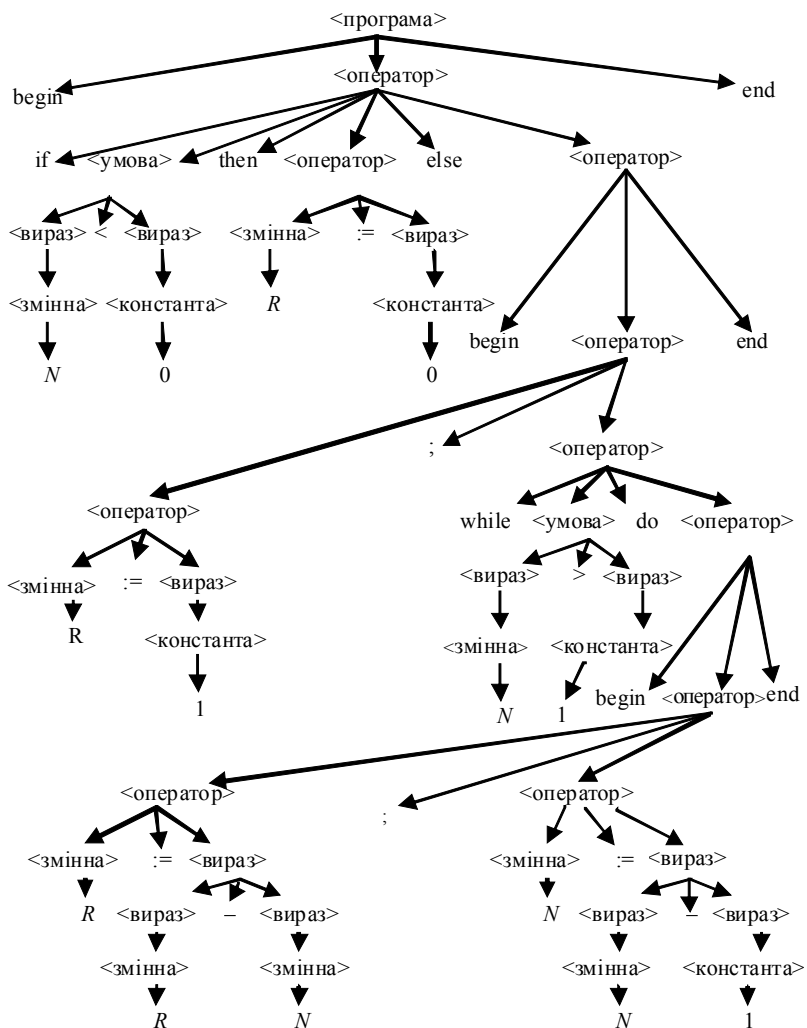 <програма>
begin <оператор> end
if <умова> then <оператор> else <оператор>
<вираз> < <вираз> <змінна> := <вираз>
<змінна> <константа> R <константа>
begin <оператор> end
N 0 0
; <оператор>
<оператор> while <умова> do <оператор>
<змінна> := <вираз> <вираз> > <вираз>
R <константа> <змінна> <константа>
1 N 1 begin <оператор> end
<оператор> ; <оператор>
<змінна> := <вираз> <змінна> := <вираз>
R <вираз> – <вираз> N <вираз> – <вираз>
<змінна> <змінна> <змінна> <константа>
R N N 1